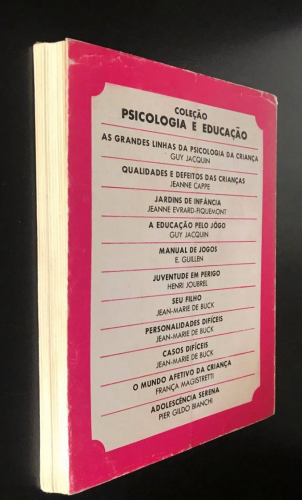 COLEÇÃO
PSICOLOGIA E EDUCAÇÃO
AS GRANDES LINHAS DA PSICOLOGIA DA CRIANÇA
GUY JACQUIN
QUALIDADES E DEFEITOS DAS CRIANÇAS
JEANNE CAPPE
JARDINS DE INFÂNCIA
JEANNE EVRARD-FIQUEMONT
A EDUCAÇÃO PELO JÔGO
GUY JACQUIN
MANUAL DE JOGOS
E. GUILLEN
JUVENTUDE EM PERIGO
HENRI JOUBREL
SEU FILHO
JEAN-MARIE DE BUCK
PERSONALIDADES DIFÍCEIS
JEAN-MARIE DE BUCK
CASOS DIFÍCEIS
JEAN-MARIE DE BUCK
O MUNDO AFETIVO DA CRIANÇA
FRANÇA MAGISTRETTI
ADOLESCÊNCIA SERENA
PIER GILDO BIANCHI